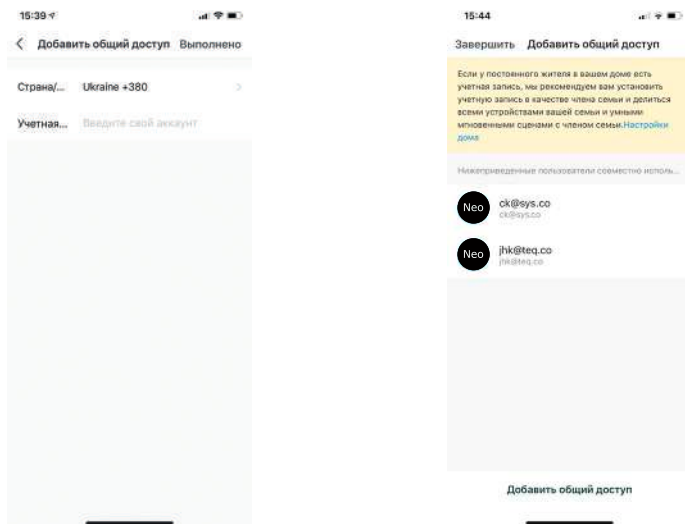 15:39
Добавить общий доступ Выполнено
Страна/... Ukraine +380
Учетная... Введите свой аккаунт
15:44
Завершить Добавить общий доступ
Если у постоянного жителя в вашем доме есть
учетная запись, мы рекомендуем вам установить
учетную запись в качестве члена семьи и делиться
всеми устройствами вашей семьи и умными
мгновенными сценами с членом семьи.Настройки
дома
Нижеприведенные пользователи совместно исполь...
Neo
ck@sys.co
ck@sys.co
Neo
jhk@teq.co
jhk@teq.co
Добавить общий доступ